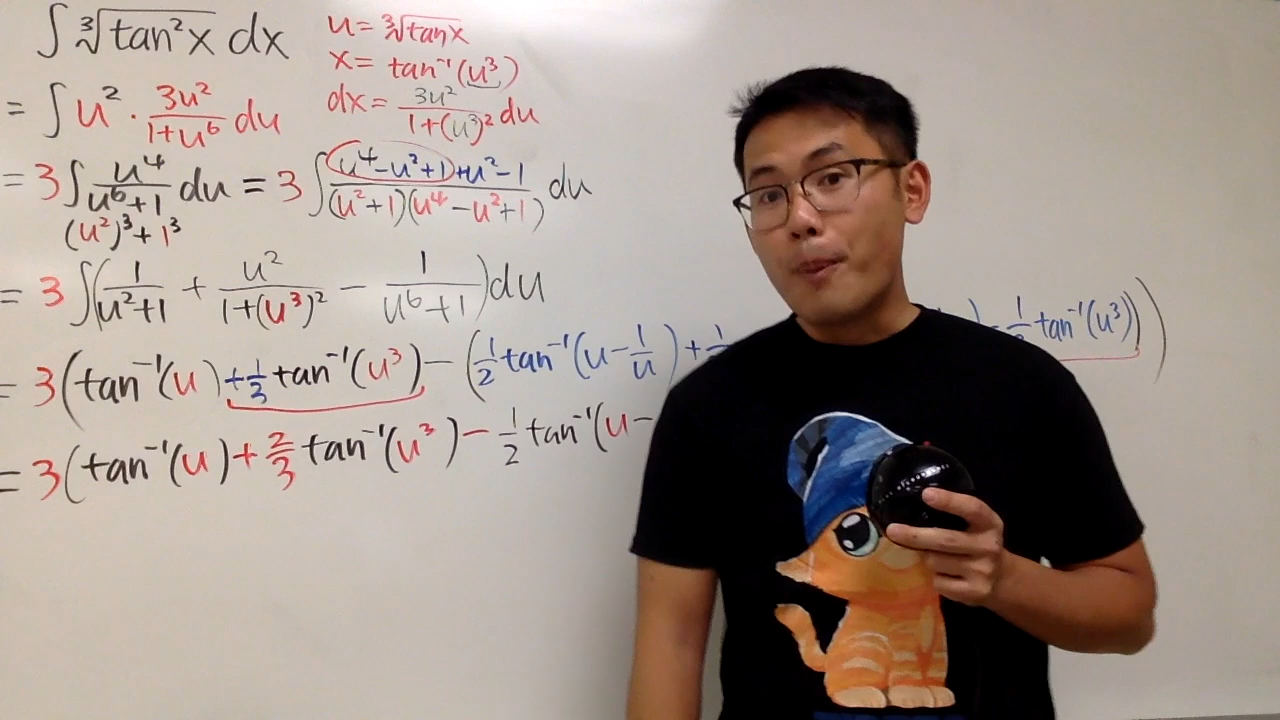 ∫ ∛(tan²x) dx
u = ∛(tan x)
x = tan⁻¹(u³)
dx = 3u²/(1+(u³)²) du
= ∫ u² · 3u²/(1+u⁶) du
= 3∫ u⁴/(u⁶+1) du = 3∫ (u⁴-u²+1+u²-1)/((u²+1)(u⁴-u²+1)) du
(u²)³+1³
= 3∫(1/(u²+1) + u²/(1+(u³)²) - 1/(u⁶+1))du
= 3(tan⁻¹(u) + 1/3 tan⁻¹(u³) - (1/2 tan⁻¹(u - 1/u) + tan⁻¹(u³)))
= 3(tan⁻¹(u) + 2/3 tan⁻¹(u³) - 1/2 tan⁻¹(u -